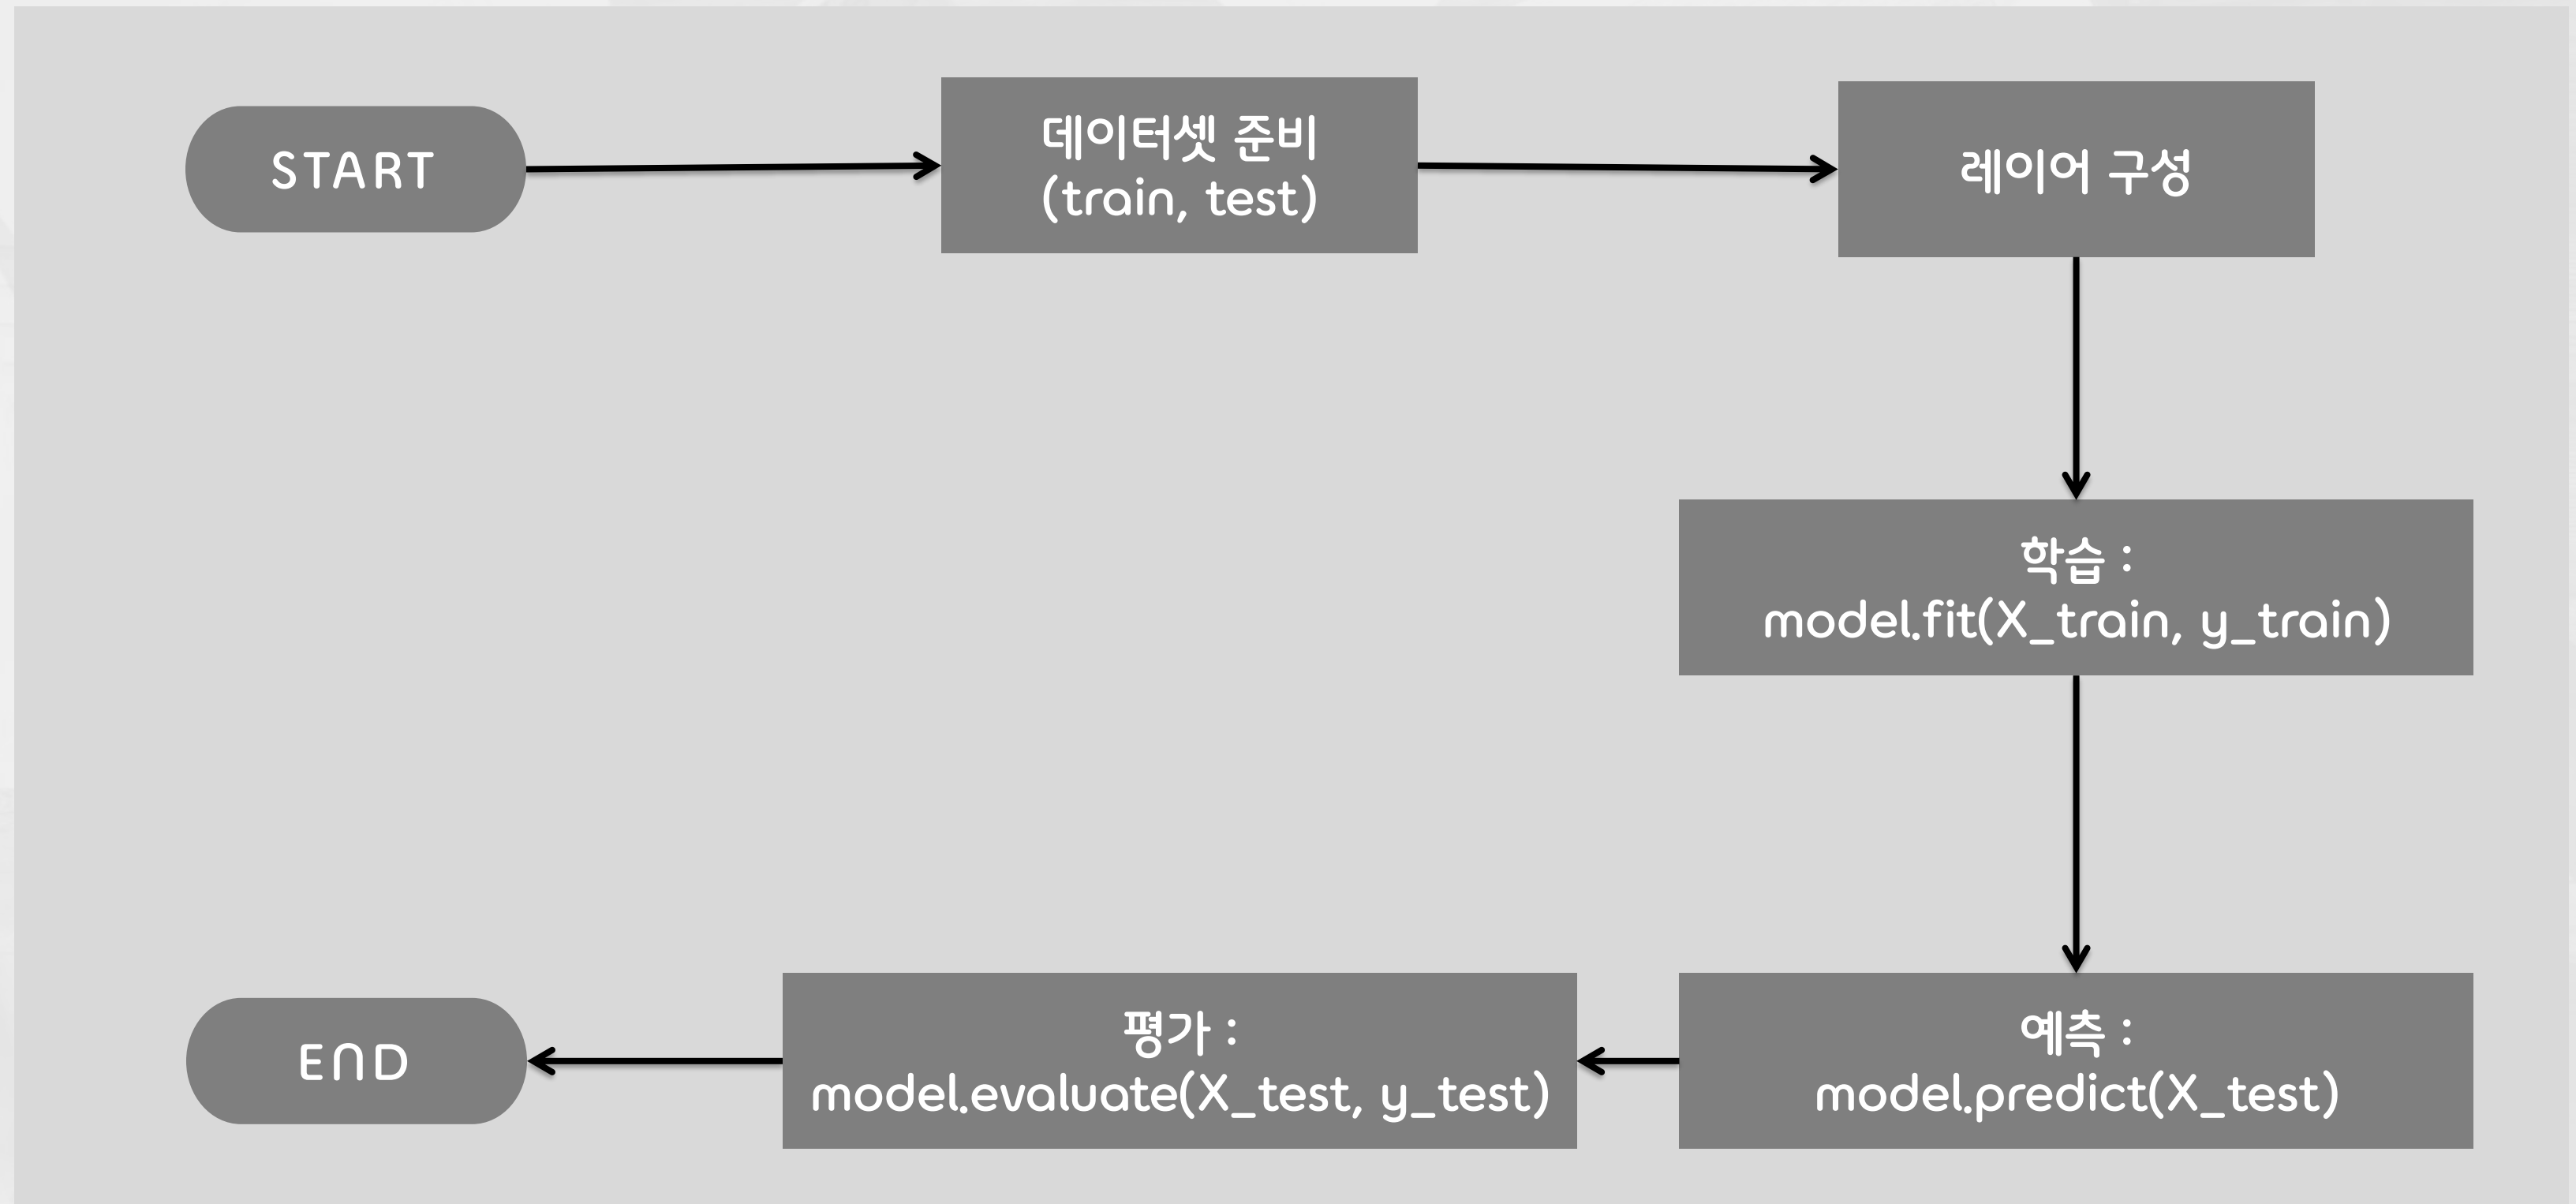 START
데이터셋 준비
(train, test)
레이어 구성
학습 :
model.fit(X_train, y_train)
예측 :
model.predict(X_test)
평가 :
model.evaluate(X_test, y_test)
END